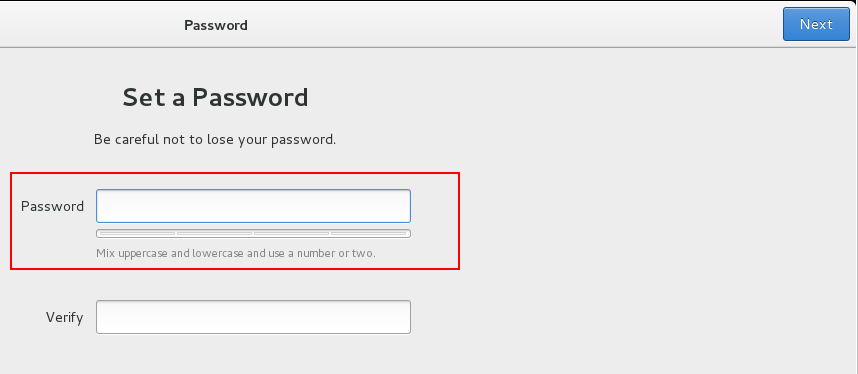 Password
Next
Set a Password
Be careful not to lose your password.
Password
Mix uppercase and lowercase and use a number or two.
Verify